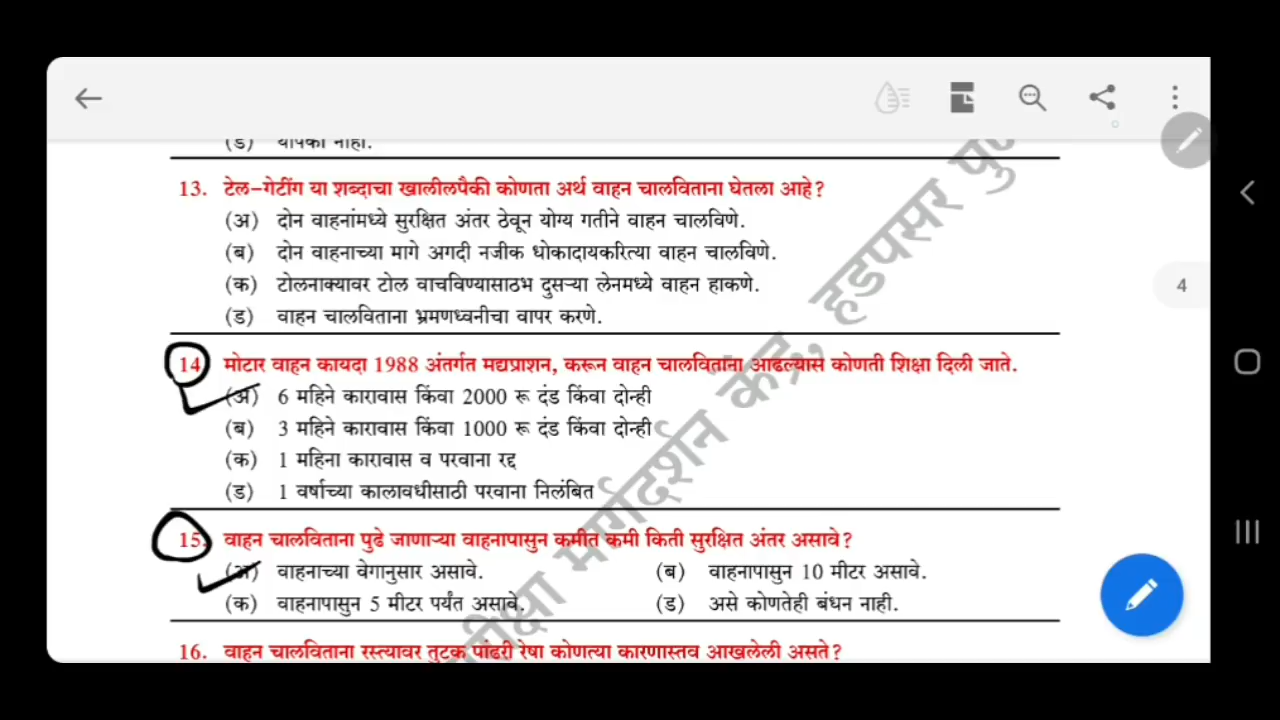 (ड) यापैकी नाही.
13. टेल-गेटींग या शब्दाचा खालीलपैकी कोणता अर्थ वाहन चालविताना घेतला आहे?
(अ) दोन वाहनांमध्ये सुरक्षित अंतर ठेवून योग्य गतीने वाहन चालविणे.
(ब) दोन वाहनाच्या मागे अगदी नजीक धोकादायकरित्या वाहन चालविणे.
(क) टोलनाक्यावर टोल वाचविण्यासाठभ दुसऱ्या लेनमध्ये वाहन हाकणे.
(ड) वाहन चालविताना भ्रमणध्वनीचा वापर करणे.
4
14. मोटार वाहन कायदा 1988 अंतर्गत मद्यप्राशन, करून वाहन चालविताना आढल्यास कोणती शिक्षा दिली जाते.
(अ) 6 महिने कारावास किंवा 2000 रू दंड किंवा दोन्ही
(ब) 3 महिने कारावास किंवा 1000 रू दंड किंवा दोन्ही
(क) 1 महिना कारावास व परवाना रद्द
(ड) 1 वर्षाच्या कालावधीसाठी परवाना निलंबित
15. वाहन चालविताना पुढे जाणाऱ्या वाहनापासुन कमीत कमी किती सुरक्षित अंतर असावे?
(अ) वाहनाच्या वेगानुसार असावे. (ब) वाहनापासुन 10 मीटर असावे.
(क) वाहनापासुन 5 मीटर पर्यंत असावे. (ड) असे कोणतेही बंधन नाही.
16. वाहन चालविताना रस्त्यावर तुटक पांढरी रेषा कोणत्या कारणास्तव आखलेली असते?
मार्गदर्शन केंद्र, हडपसर